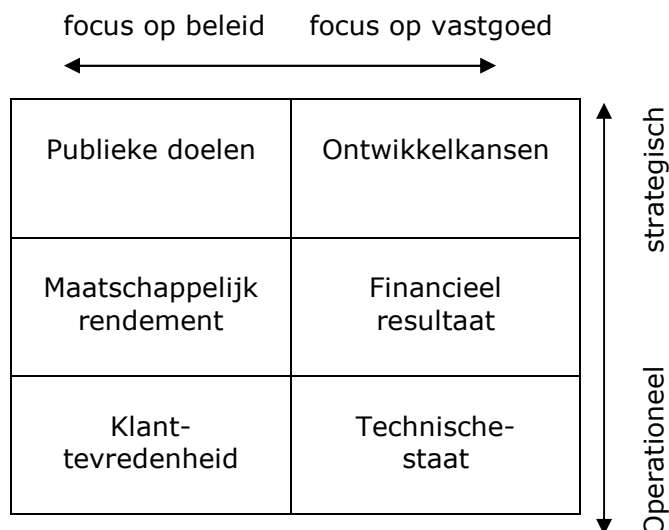 focus op beleid focus op vastgoed
Publieke doelen Ontwikkelkansen
strategisch
Maatschappelijk Financieel
rendement resultaat
Klant- Technische-
tevredenheid staat
Operationeel